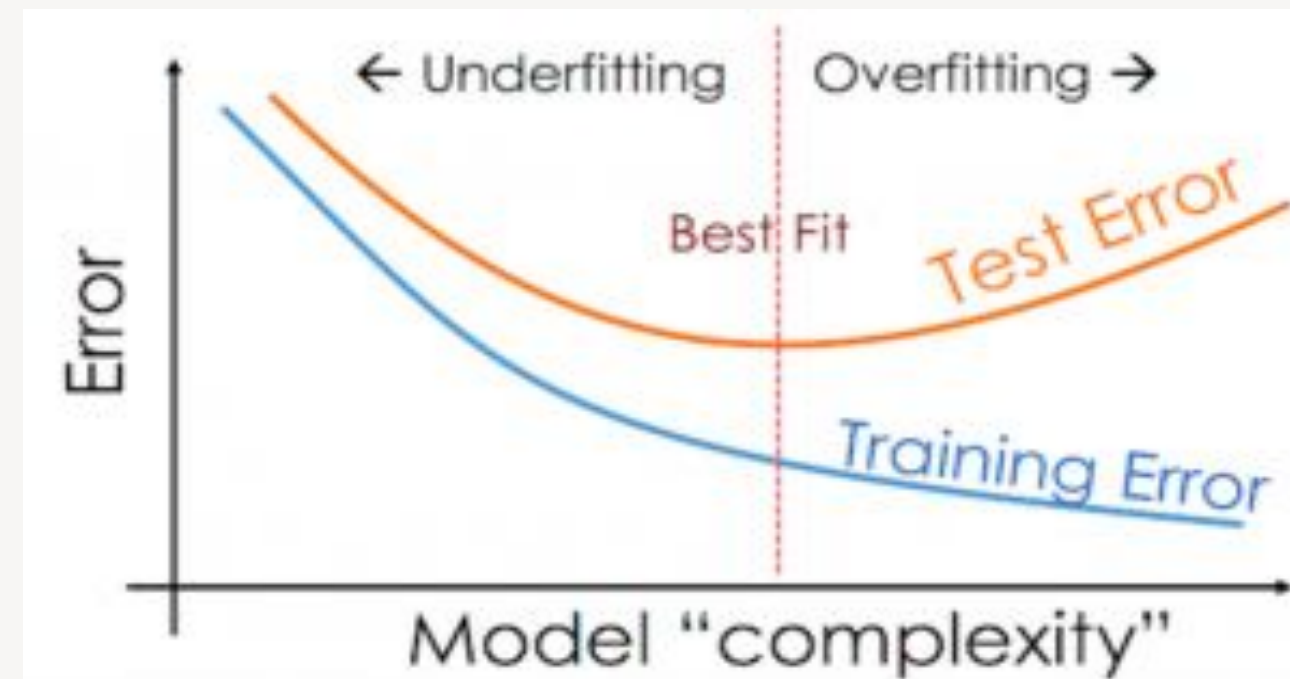 ← Underfitting
Overfitting →
Best Fit
Test Error
Training Error
Error
Model “complexity”